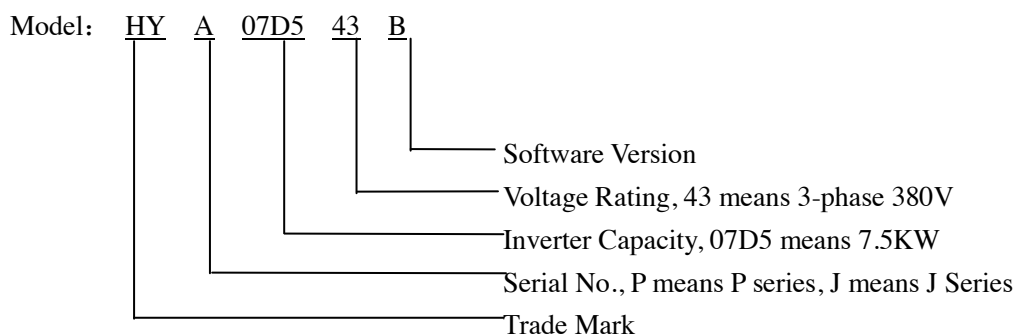 Model： HY A 07D5 43 B
Software Version
Voltage Rating, 43 means 3-phase 380V
Inverter Capacity, 07D5 means 7.5KW
Serial No., P means P series, J means J Series
Trade Mark